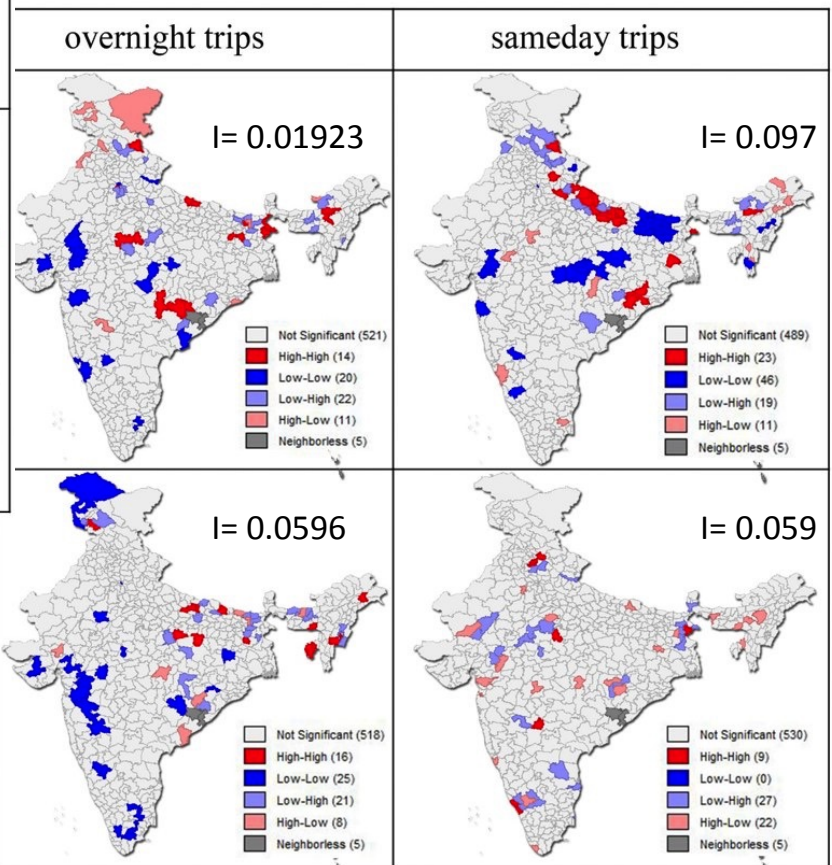 overnight trips
sameday trips
I= 0.01923
I= 0.097
Not Significant (521)
High-High (14)
Low-Low (20)
Low-High (22)
High-Low (11)
Neighborless (5)
Not Significant (489)
High-High (23)
Low-Low (46)
Low-High (19)
High-Low (11)
Neighborless (5)
I= 0.0596
I= 0.059
Not Significant (518)
High-High (16)
Low-Low (25)
Low-High (21)
High-Low (8)
Neighborless (5)
Not Significant (530)
High-High (9)
Low-Low (0)
Low-High (27)
High-Low (22)
Neighborless (5)